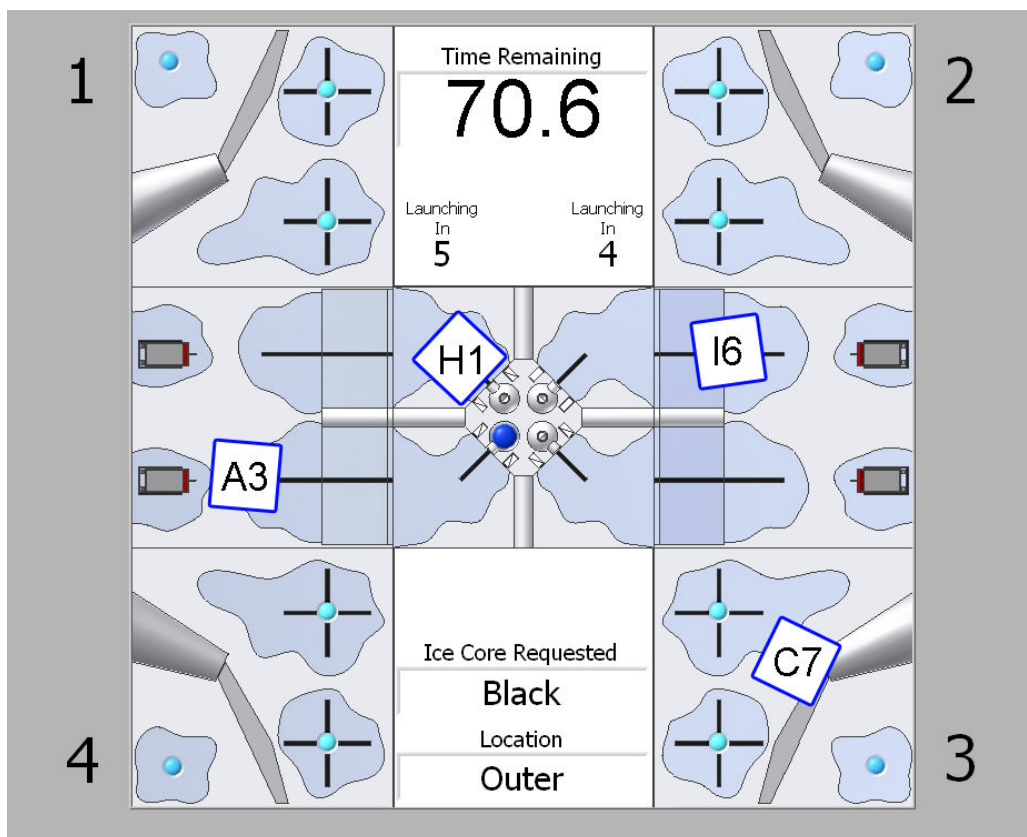 1
2
Time Remaining
70.6
Launching
In
5
Launching
In
4
H1
I6
A3
C7
Ice Core Requested
Black
Location
Outer
4
3